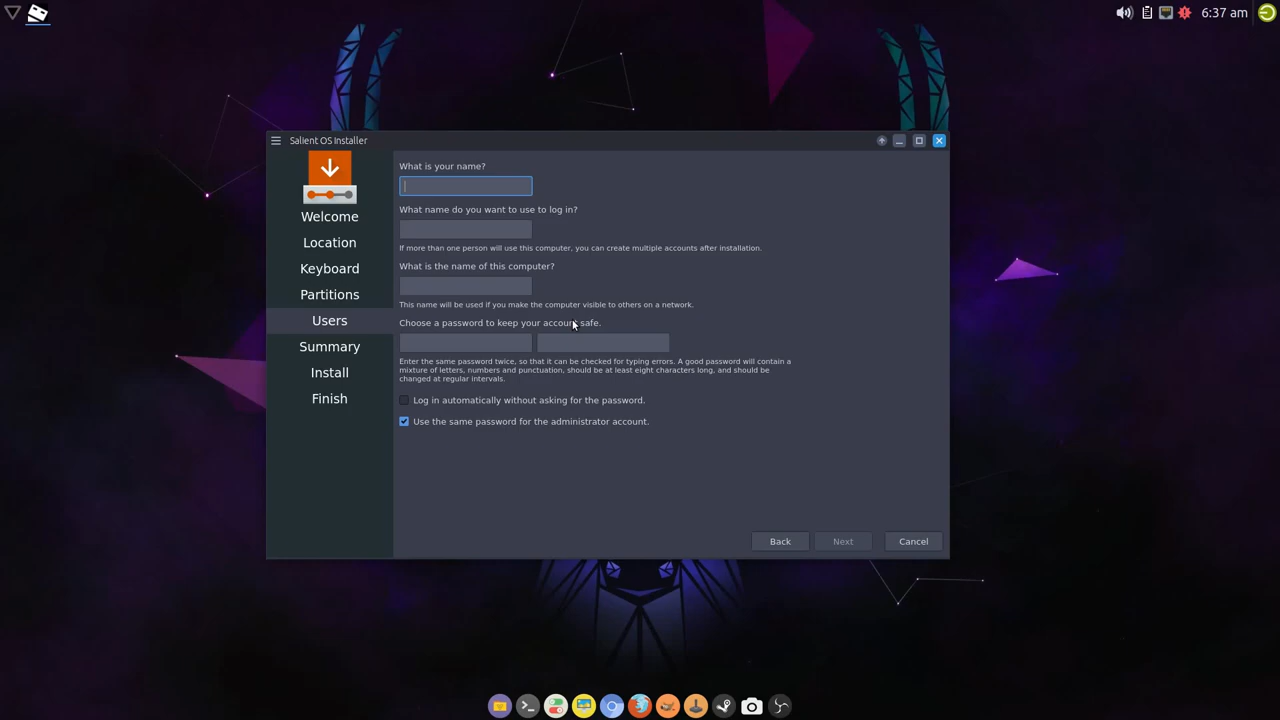 6:37 am
Salient OS Installer
Welcome
Location
Keyboard
Partitions
Users
Summary
Install
Finish
What is your name?
What name do you want to use to log in?
If more than one person will use this computer, you can create multiple accounts after installation.
What is the name of this computer?
This name will be used if you make the computer visible to others on a network.
Choose a password to keep your account safe.
Enter the same password twice, so that it can be checked for typing errors. A good password will contain a
mixture of letters, numbers and punctuation, should be at least eight characters long, and should be
changed at regular intervals.
Log in automatically without asking for the password.
Use the same password for the administrator account.
Back
Next
Cancel